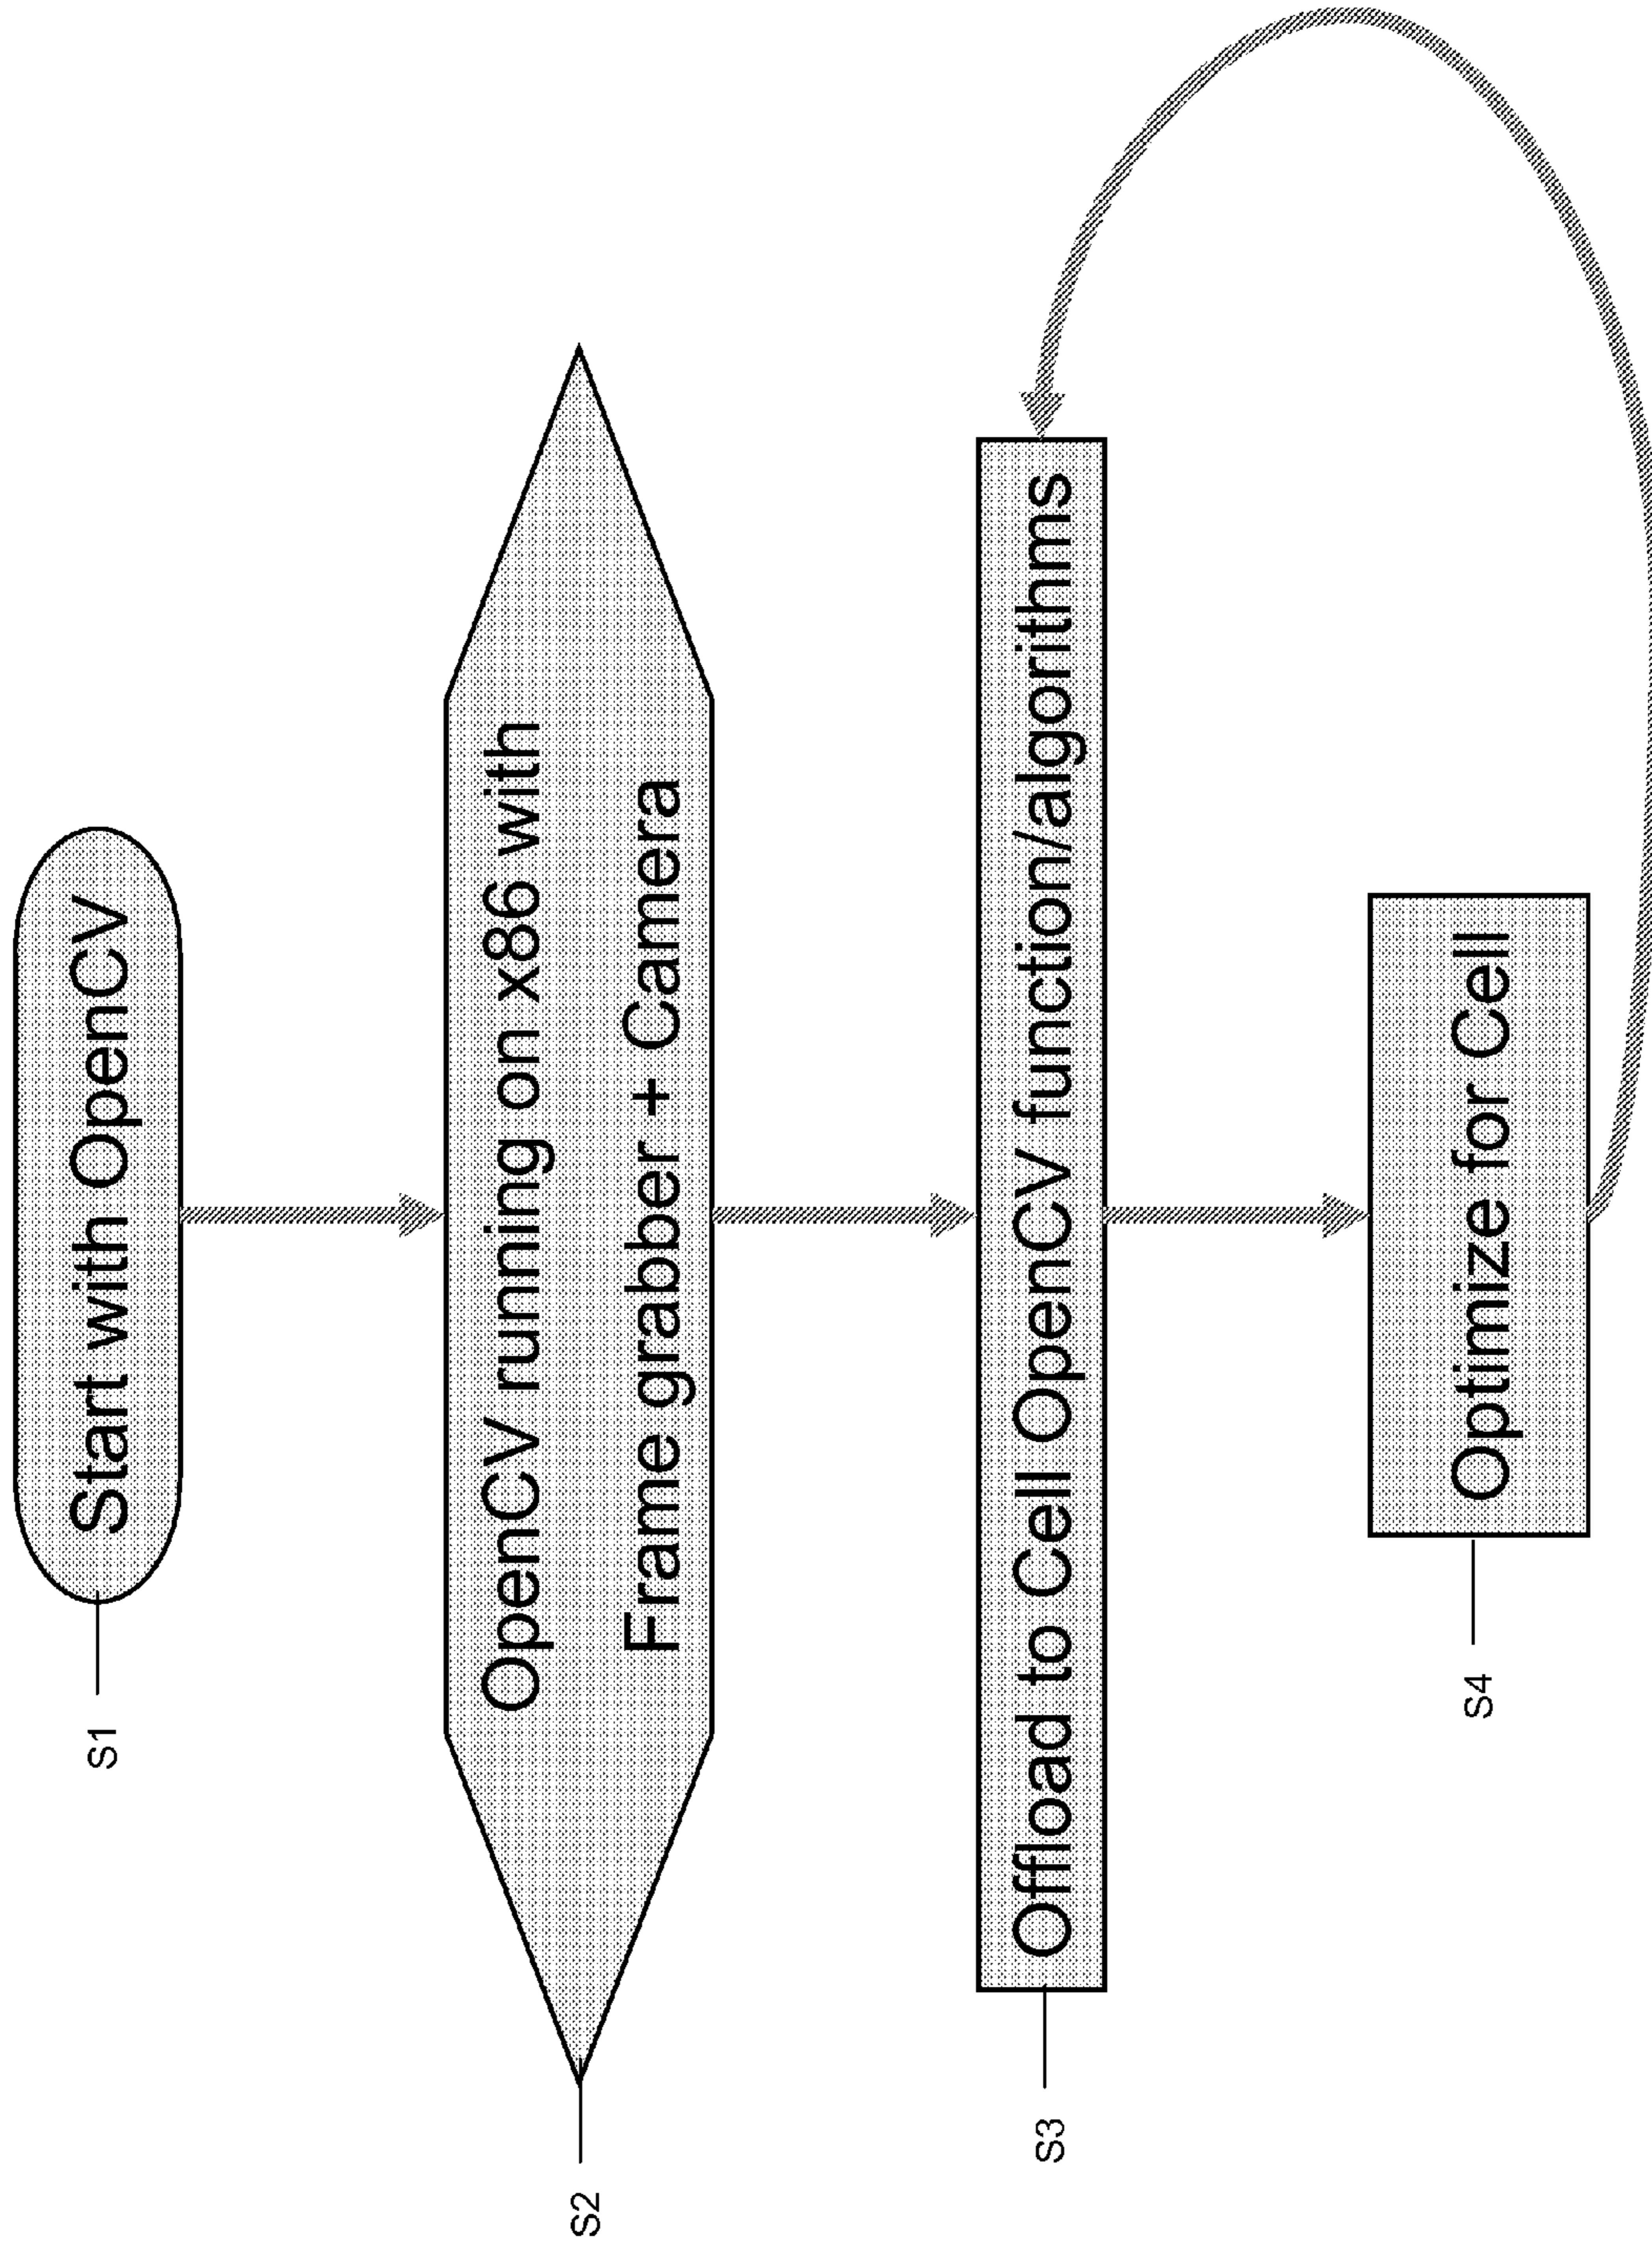 S1
Start with OpenCV
S2
OpenCV running on x86 with
Frame grabber + Camera
S3
Offload to Cell OpenCV function/algorithms
S4
Optimize for Cell